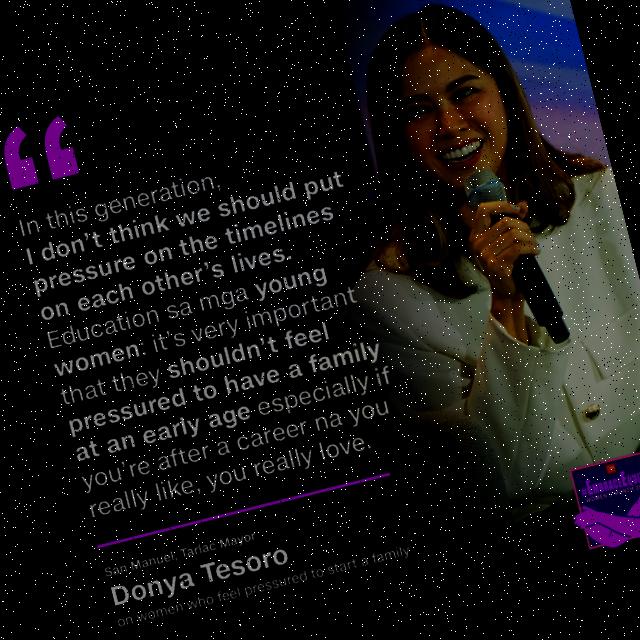 In this generation,
I don't think we should put
pressure on the timelines
on each other's lives.
Education sa mga young
women: it's very important
that they shouldn't feel
pressured to have a family
at an early age especially if
you're after a career na you
really like, you really love.
San Manuel, Tarlac Mayor
Donya Tesoro
on women who feel pressured to start a family